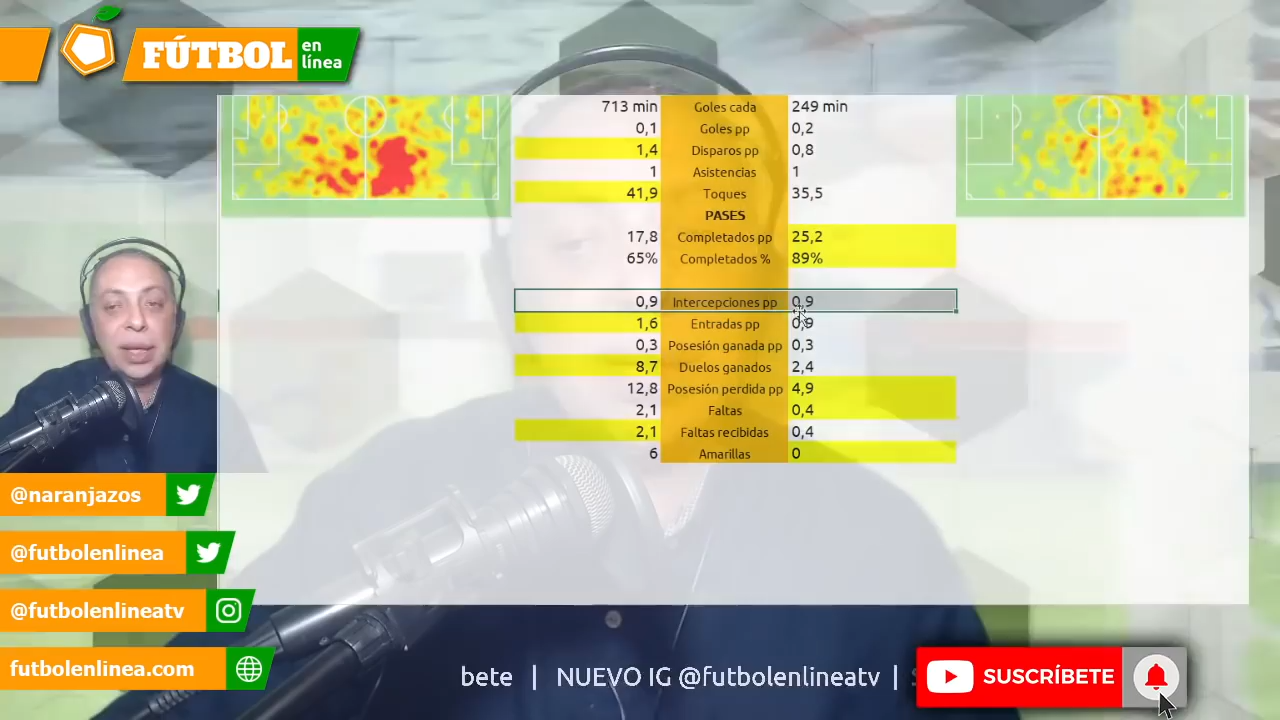 FÚTBOL en línea
713 min Goles cada 249 min
0,1 Goles pp 0,2
1,4 Disparos pp 0,8
1 Asistencias 1
41,9 Toques 35,5
PASES
17,8 Completados pp 25,2
65% Completados % 89%
0,9 Intercepciones pp 0,9
1,6 Entradas pp 0,9
0,3 Posesión ganada pp 0,3
8,7 Duelos ganados 2,4
12,8 Posesión perdida pp 4,9
2,1 Faltas 0,4
2,1 Faltas recibidas 0,4
6 Amarillas 0
@naranjazos
@futbolenlinea
@futbolenlineatv
futbolenlinea.com
bete | NUEVO IG @futbolenlineatv |
SUSCRÍBETE